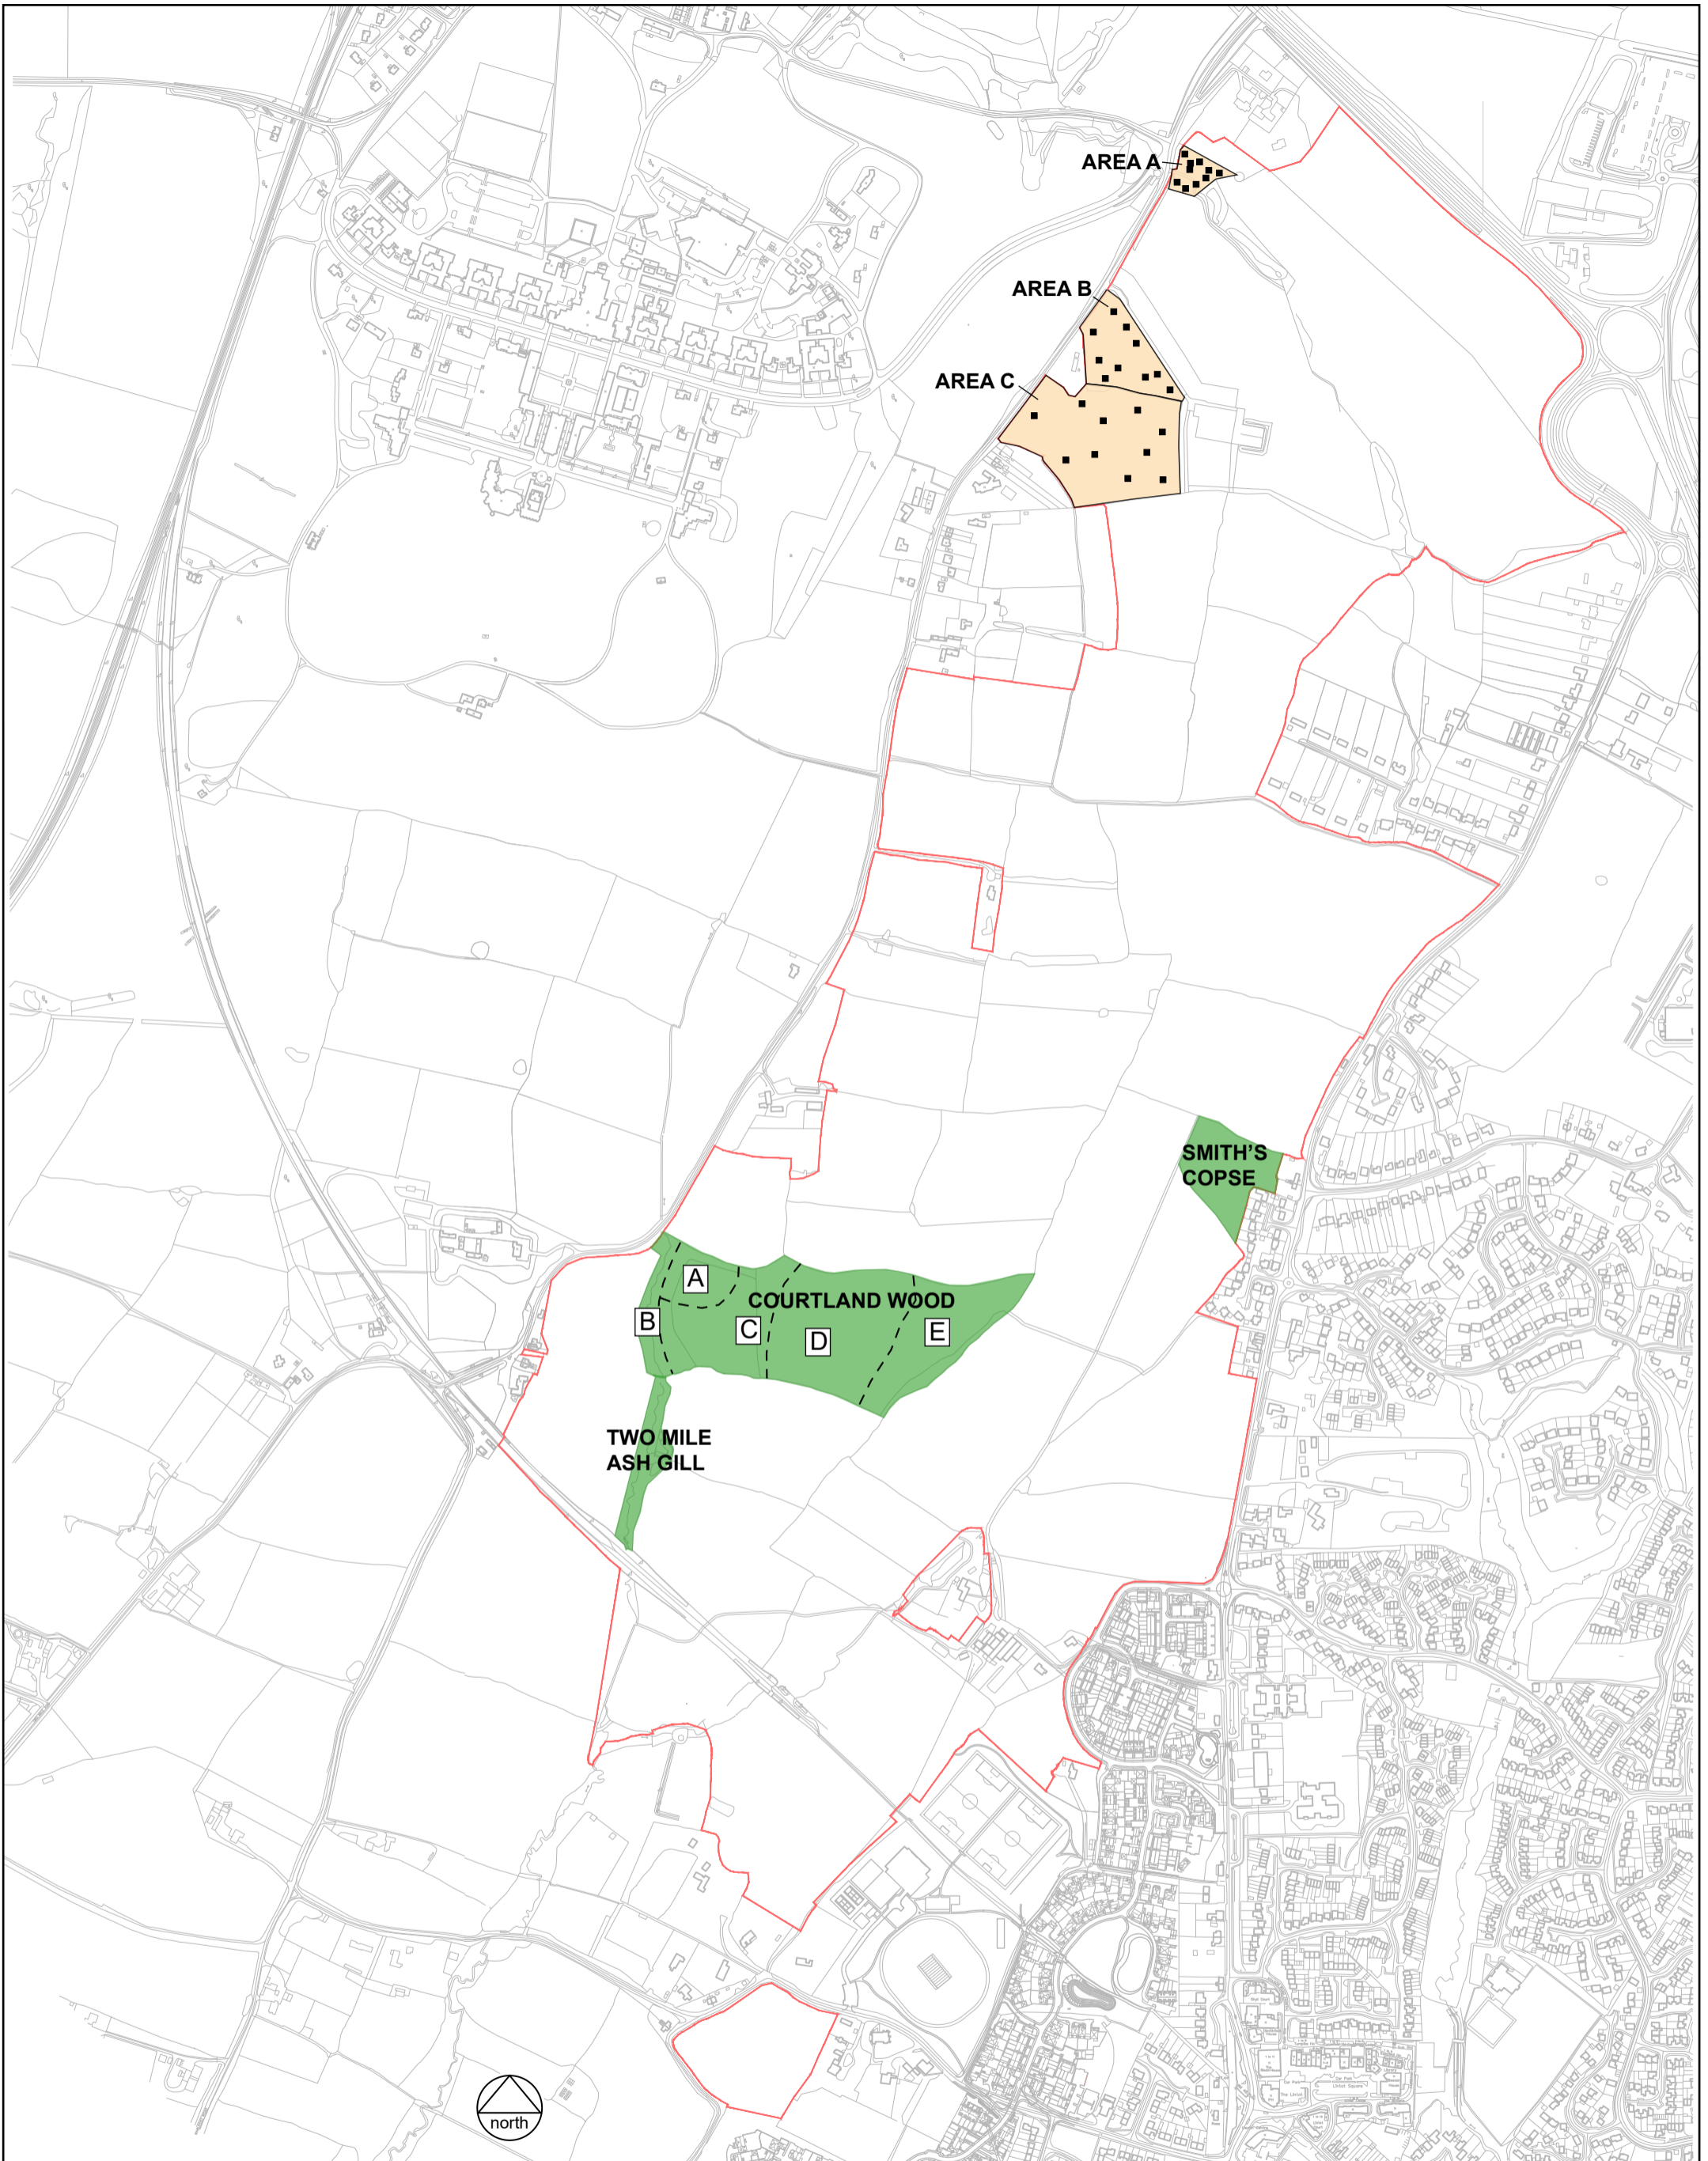 AREA A
AREA B
AREA C
SMITH'S
COPSE
A
COURTLAND WOOD
B
C
D
E
TWO MILE
ASH GILL
north